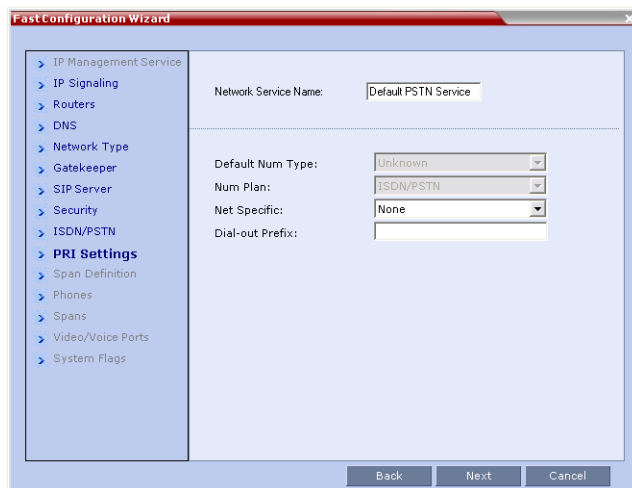 Fast Configuration Wizard
x
IP Management Service
IP Signaling
Routers
DNS
Network Type
Gatekeeper
SIP Server
Security
ISDN/PSTN
PRI Settings
Span Definition
Phones
Spans
Video/Voice Ports
System Flags
Network Service Name: Default PSTN Service
Default Num Type: Unknown
Num Plan: ISDN/PSTN
Net Specific: None
Dial-out Prefix:
Back Next Cancel